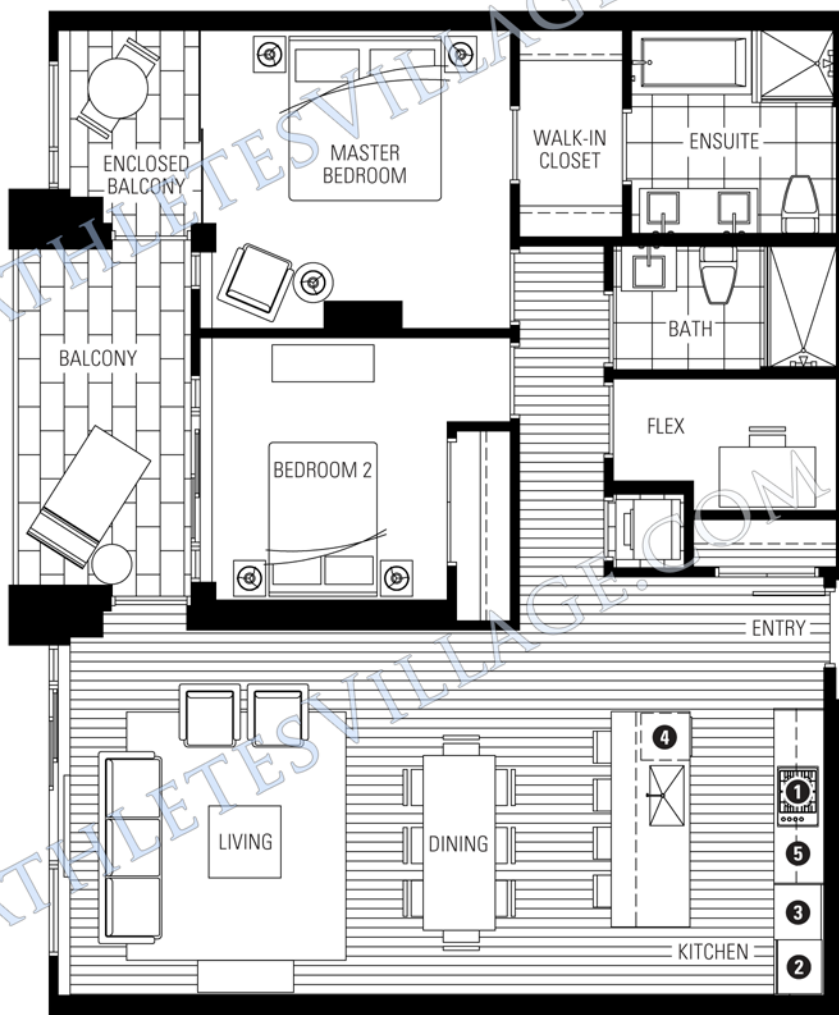 ENCLOSED
BALCONY
MASTER
BEDROOM
WALK-IN
CLOSET
ENSUITE
BALCONY
BATH
BEDROOM 2
FLEX
ENTRY
LIVING
DINING
KITCHEN
4
1
5
3
2
ATHLETESVILLAGE.COM
ATHLETESVILLAGE.COM